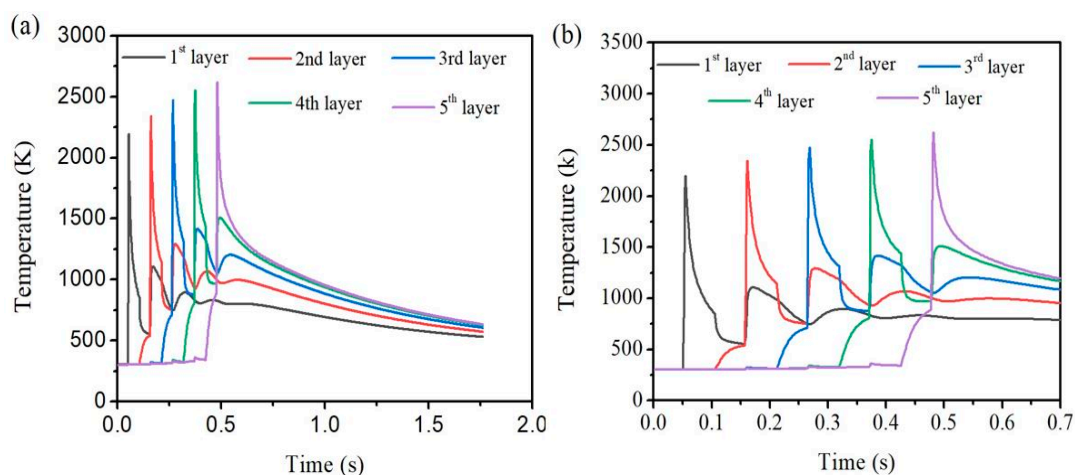 (a)
3000
2500
2000
1500
1000
500
0
Temperature (K)
1st layer 2nd layer 3rd layer
4th layer 5th layer
0.0 0.5 1.0 1.5 2.0
Time (s)
(b)
3500
3000
2500
2000
1500
1000
500
0
Temperature (k)
1st layer 2nd layer 3rd layer
4th layer 5th layer
0.0 0.1 0.2 0.3 0.4 0.5 0.6 0.7
Time (s)